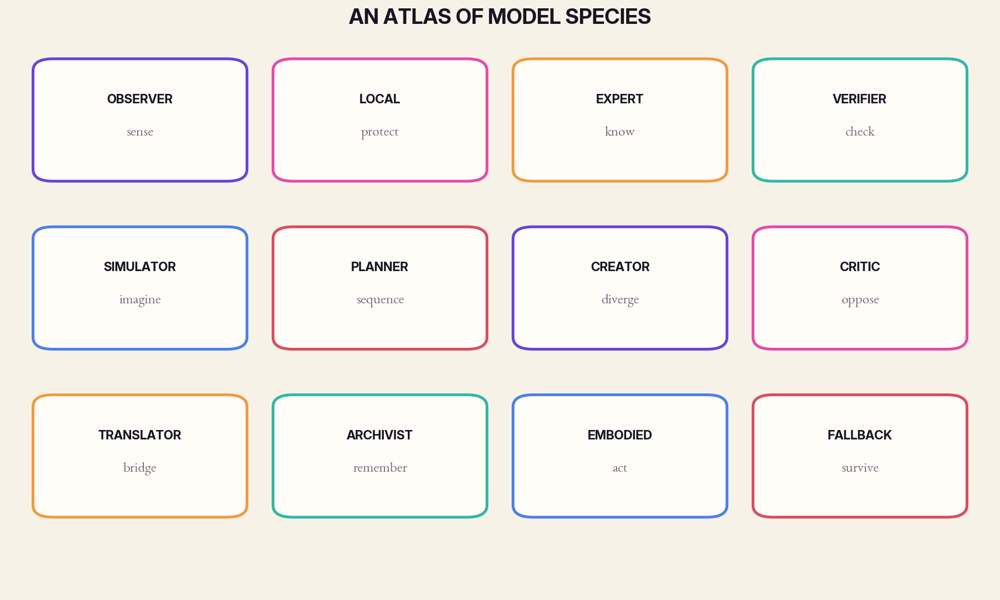 AN ATLAS OF MODEL SPECIES
OBSERVER
sense
LOCAL
protect
EXPERT
know
VERIFIER
check
SIMULATOR
imagine
PLANNER
sequence
CREATOR
diverge
CRITIC
oppose
TRANSLATOR
bridge
ARCHIVIST
remember
EMBODIED
act
FALLBACK
survive